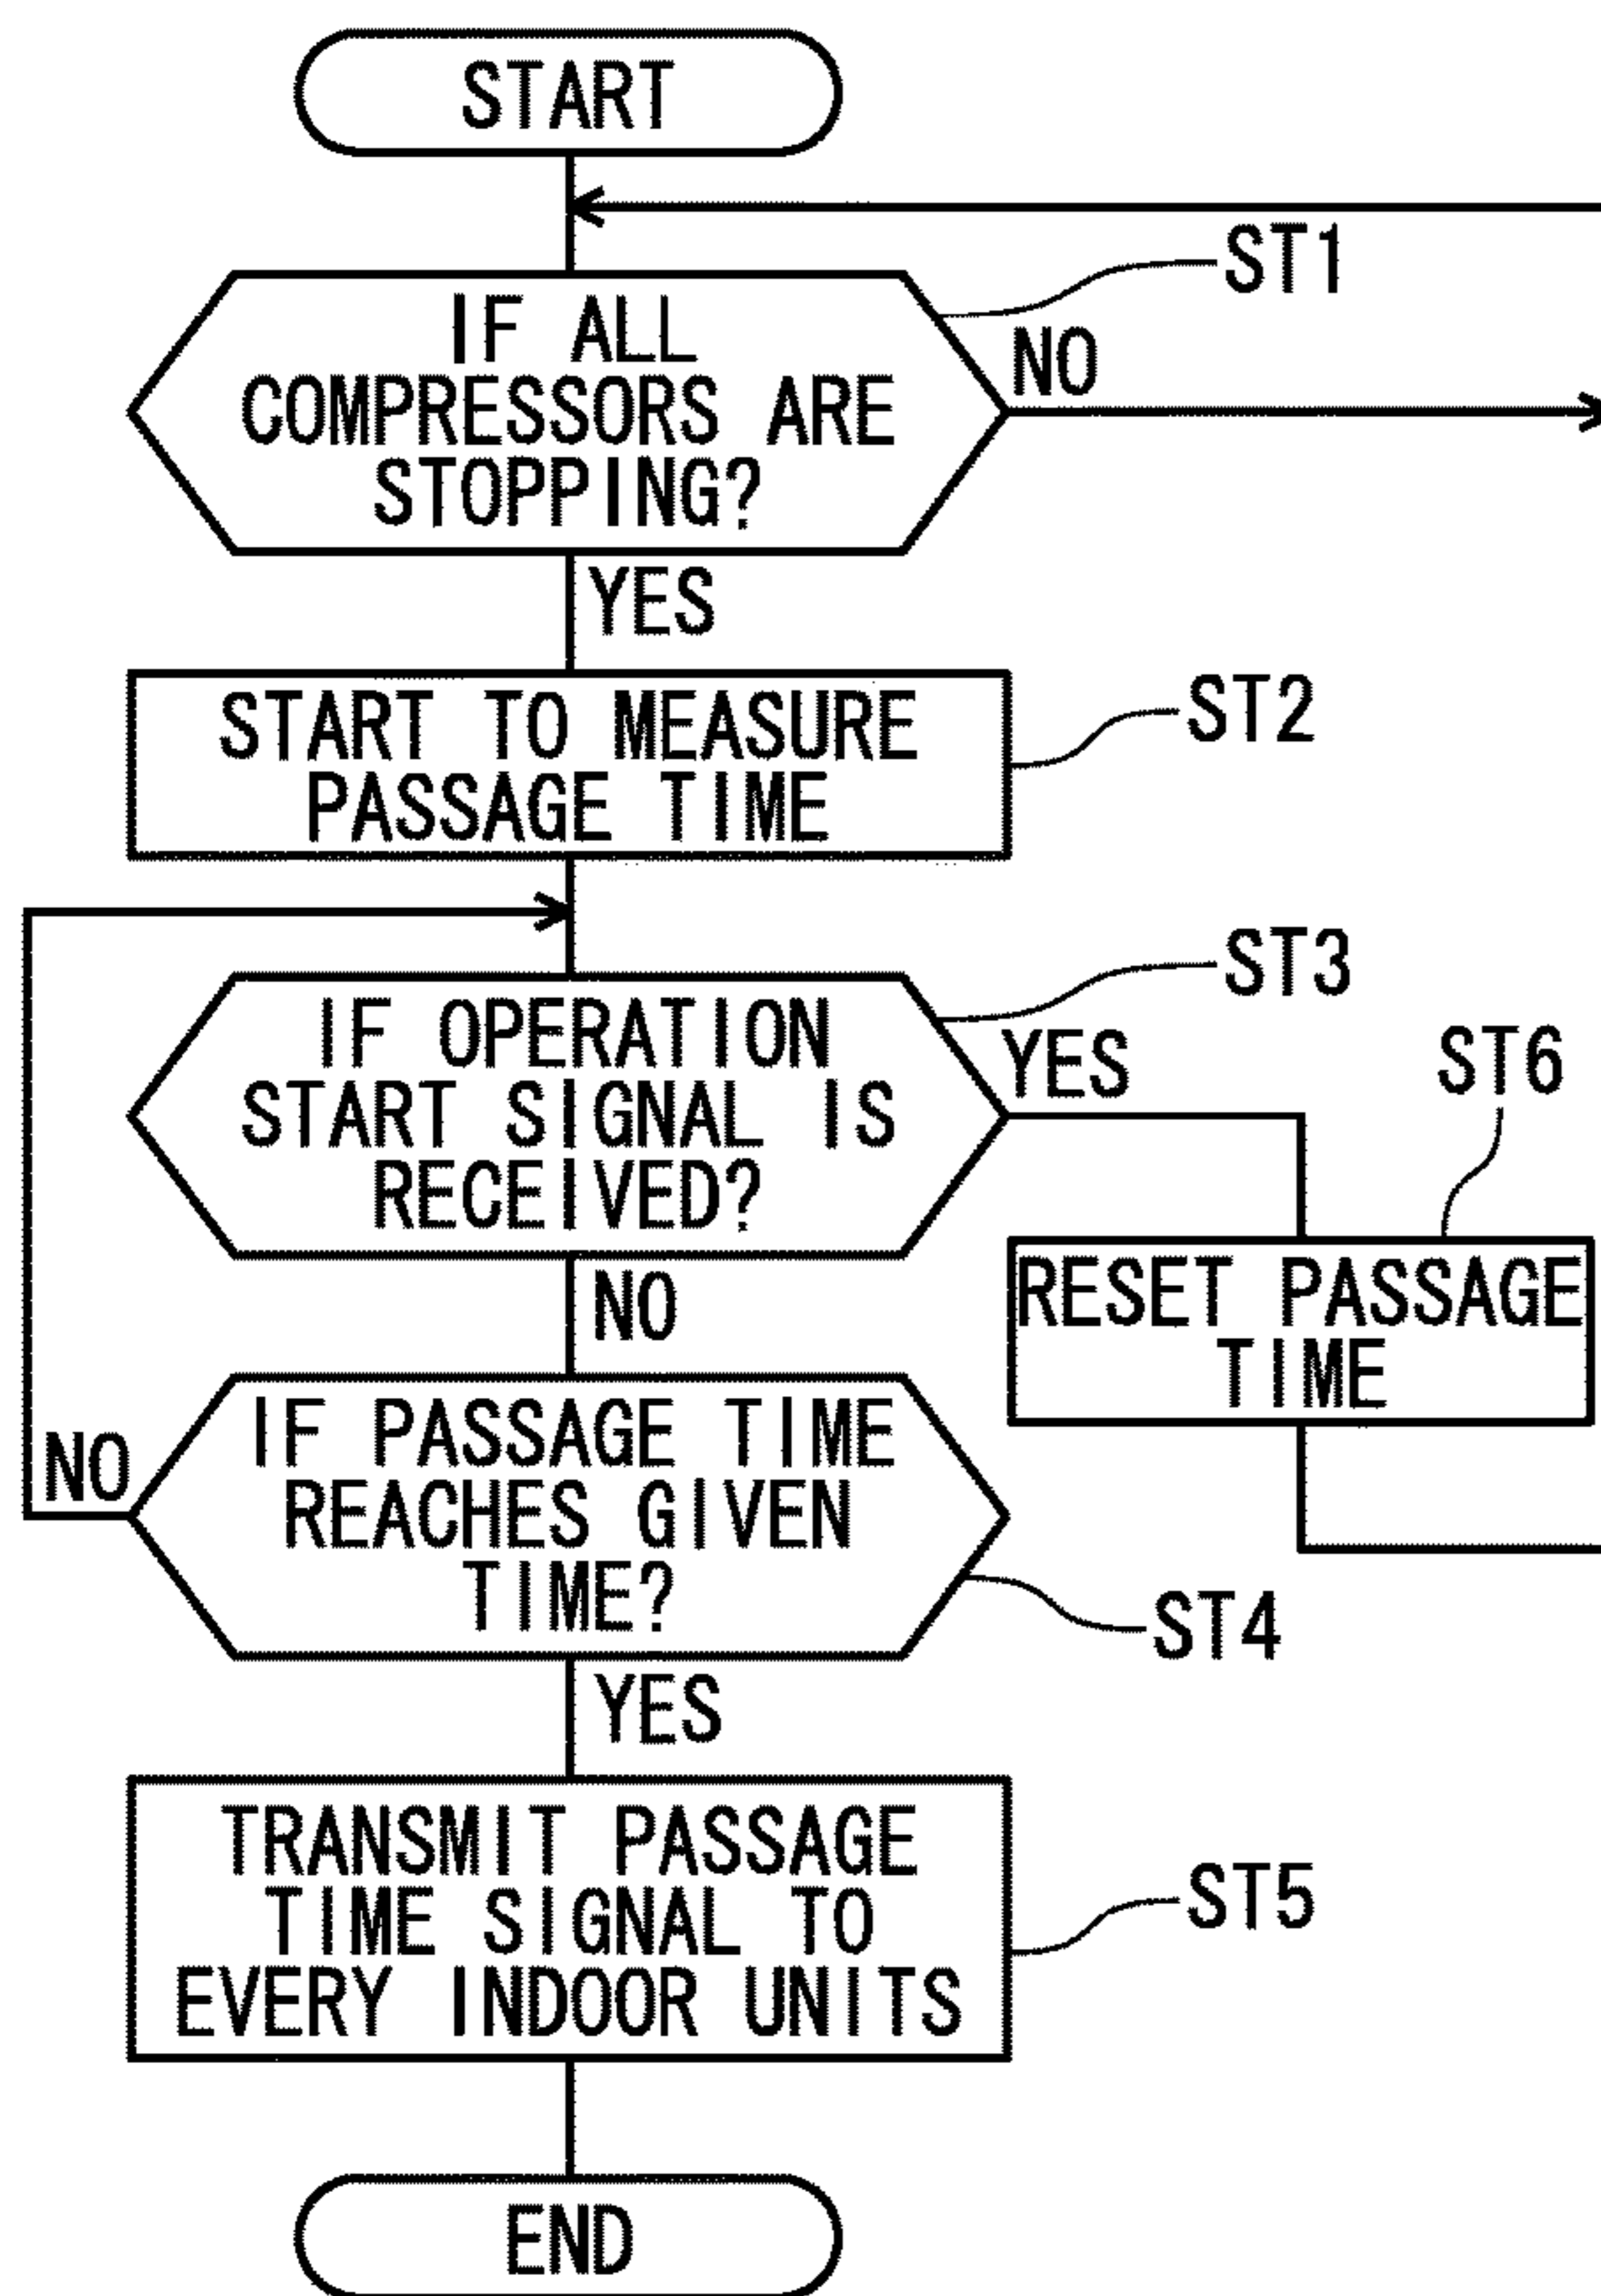 START
ST1
IF ALL
COMPRESSORS ARE
STOPPING?
NO
YES
START TO MEASURE
PASSAGE TIME
ST2
ST3
IF OPERATION
START SIGNAL IS
RECEIVED?
YES
ST6
RESET PASSAGE
TIME
NO
IF PASSAGE TIME
REACHES GIVEN
TIME?
NO
ST4
YES
TRANSMIT PASSAGE
TIME SIGNAL TO
EVERY INDOOR UNITS
ST5
END